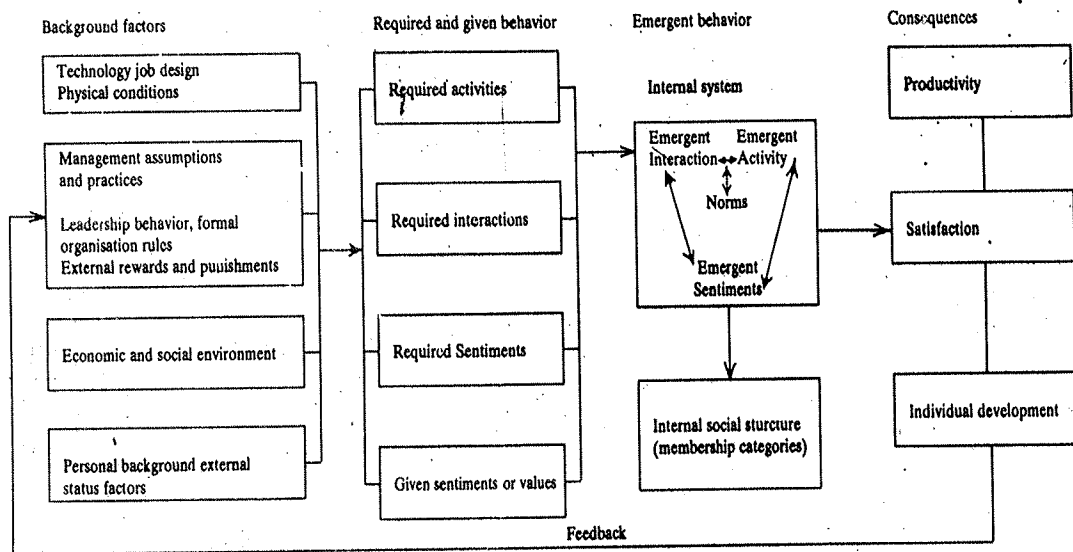 Background factors
Technology job design
Physical conditions
Management assumptions
and practices
Leadership behavior, formal
organisation rules
External rewards and puuishments
Economic and social environment
Personal background external
status factors
Required and given behavior
Required activities
Required interactions
Required Sentiments
Given sentiments or values
Emergent behavior
Internal system
Emergent Emergent
Interaction Activity
Norms
Emergent
Sentiments
Internal social sturcture
(membership categories)
Consequences
Productivity
Satisfaction
Individual development
Feedback